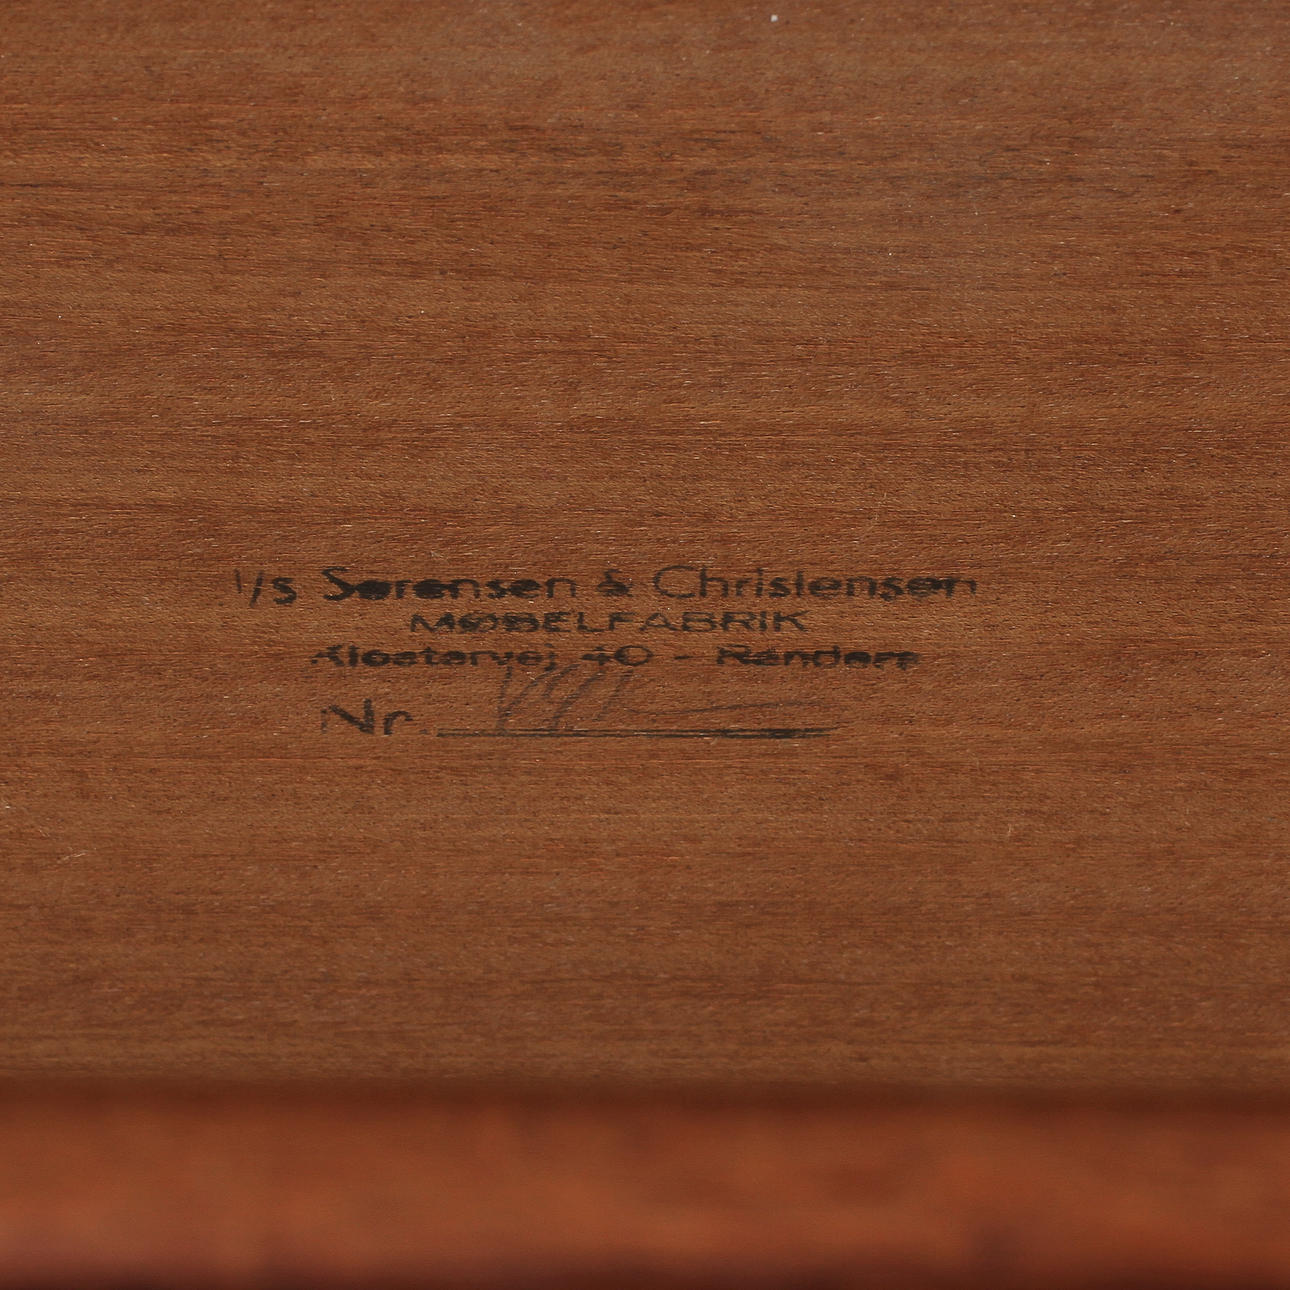 I/S Sørensen & Christensen
MØBELFABRIK
Klostervej 40 - Randers
Nr.